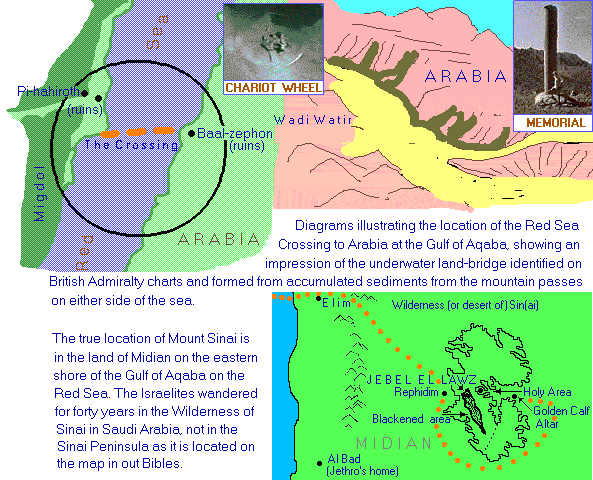 Sea
Pi-hahiroth
(ruins)
The Crossing
Baal-zephon
(ruins)
Migdol
Red
ARABIA
CHARIOT WHEEL
ARABIA
Wadi Watir
MEMORIAL
Diagrams illustrating the location of the Red Sea
Crossing to Arabia at the Gulf of Aqaba, showing an
impression of the underwater land-bridge identified on
British Admiralty charts and formed from accumulated sediments from the mountain passes
on either side of the sea.
The true location of Mount Sinai is
in the land of Midian on the eastern
shore of the Gulf of Aqaba on the
Red Sea. The Israelites wandered
for forty years in the Wilderness of
Sinai in Saudi Arabia, not in the
Sinai Peninsula as it is located on
the map in out Bibles.
Elim
Wilderness (or desert of) Sin(ai)
JEBEL EL LAWZ
Rephidim
Holy Area
Golden Calf
Altar
Blackened area
MIDIAN
Al Bad
(Jethro's home)